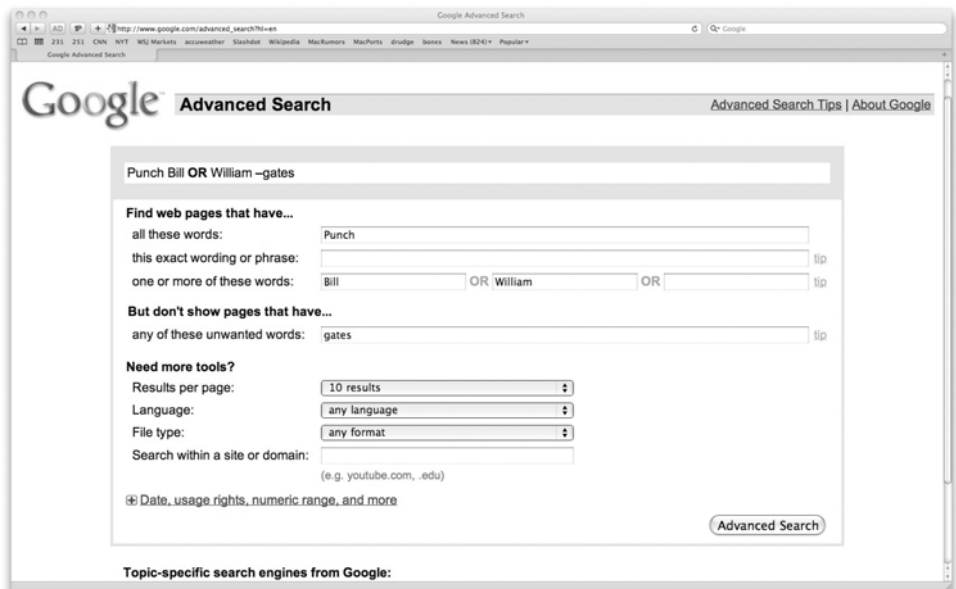 Google Advanced Search
AD P + http://www.google.com/advanced_search?hl=en Google
231 251 CNN NYT WSJ Markets accuweather Slashdot Wikipedia MacRumors MacPorts drudge bones News (824) Popular
Google Advanced Search
Google Advanced Search Advanced Search Tips | About Google
Punch Bill OR William –gates
Find web pages that have...
all these words: Punch
this exact wording or phrase: tip
one or more of these words: Bill OR William OR tip
But don't show pages that have...
any of these unwanted words: gates tip
Need more tools?
Results per page: 10 results
Language: any language
File type: any format
Search within a site or domain:
(e.g. youtube.com, .edu)
Date, usage rights, numeric range, and more
Advanced Search
Topic-specific search engines from Google: